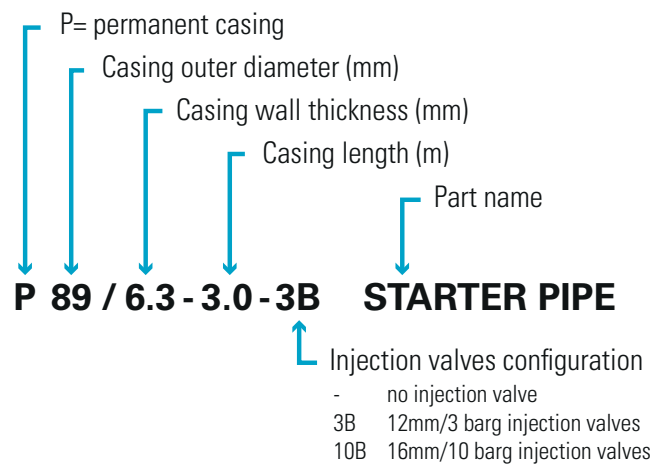 P= permanent casing
Casing outer diameter (mm)
Casing wall thickness (mm)
Casing length (m)
Part name
P 89 / 6.3 - 3.0 - 3B STARTER PIPE
Injection valves configuration
- no injection valve
3B 12mm/3 barg injection valves
10B 16mm/10 barg injection valves